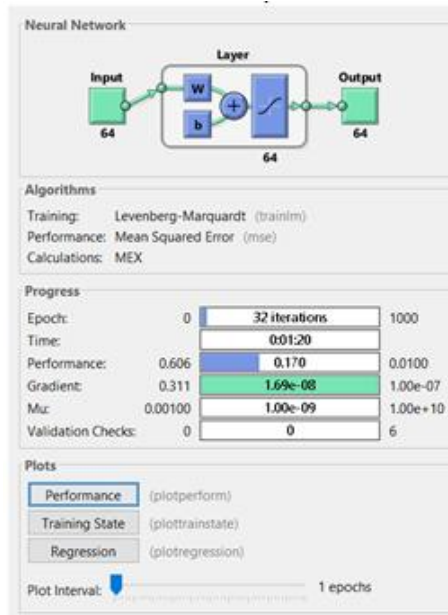 Neural Network
Layer
Input
Output
W
b
+
64
64
64
Algorithms
Training: Levenberg-Marquardt (trainlm)
Performance: Mean Squared Error (mse)
Calculations: MEX
Progress
Epoch: 0 32 iterations 1000
Time: 0:01:20
Performance: 0.606 0.170 0.0100
Gradient: 0.311 1.69e-08 1.00e-07
Mu: 0.00100 1.00e-09 1.00e+10
Validation Checks: 0 0 6
Plots
Performance (plotperform)
Training State (plottrainstate)
Regression (plotregression)
Plot Interval: 1 epochs